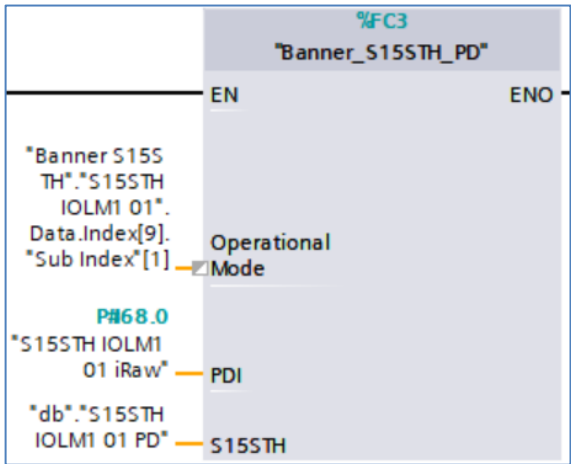 %FC3
"Banner_S15STH_PD"
EN
ENO
"Banner S15S
TH"."S15STH
IOLM1 01".
Data.Index[9].
"Sub Index"[1]
Operational
Mode
P#I68.0
"S15STH IOLM1
01 iRaw"
PDI
"db"."S15STH
IOLM1 01 PD"
S15STH